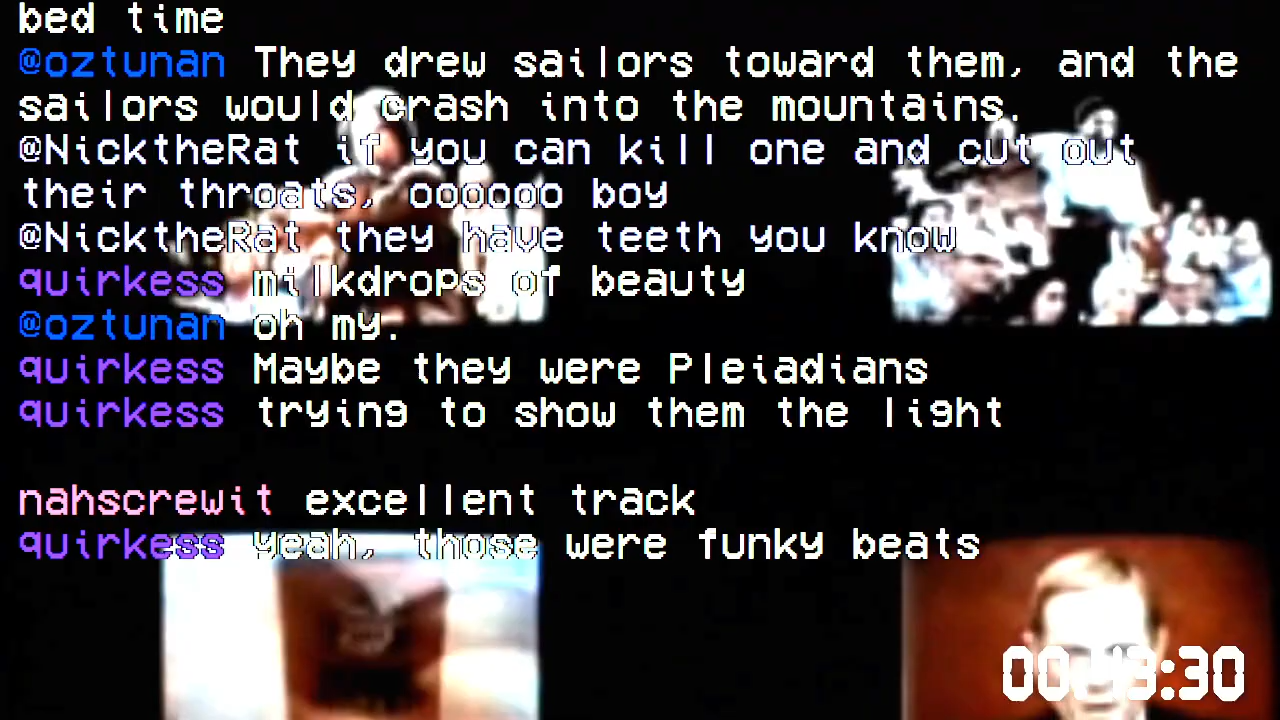 bed time
@oztunan They drew sailors toward them, and the
sailors would crash into the mountains.
@NicktheRat if you can kill one and cut out
their throats, oooooo boy
@NicktheRat they have teeth you know
quirkess milkdrops of beauty
@oztunan oh my.
quirkess Maybe they were Pleiadians
quirkess trying to show them the light
nahscrewit excellent track
quirkess yeah, those were funky beats
00:43:30